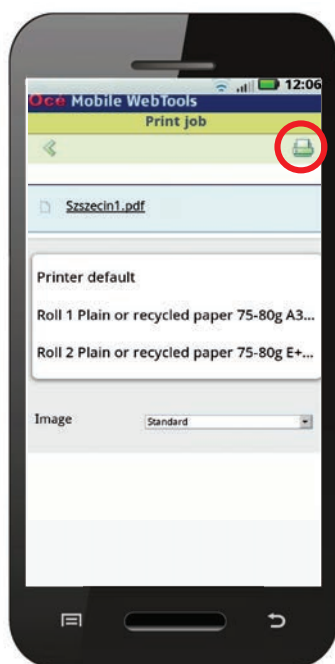 12:06
Océ Mobile WebTools
Print job
Szszecin1.pdf
Printer default
Roll 1 Plain or recycled paper 75-80g A3...
Roll 2 Plain or recycled paper 75-80g E+...
Image Standard